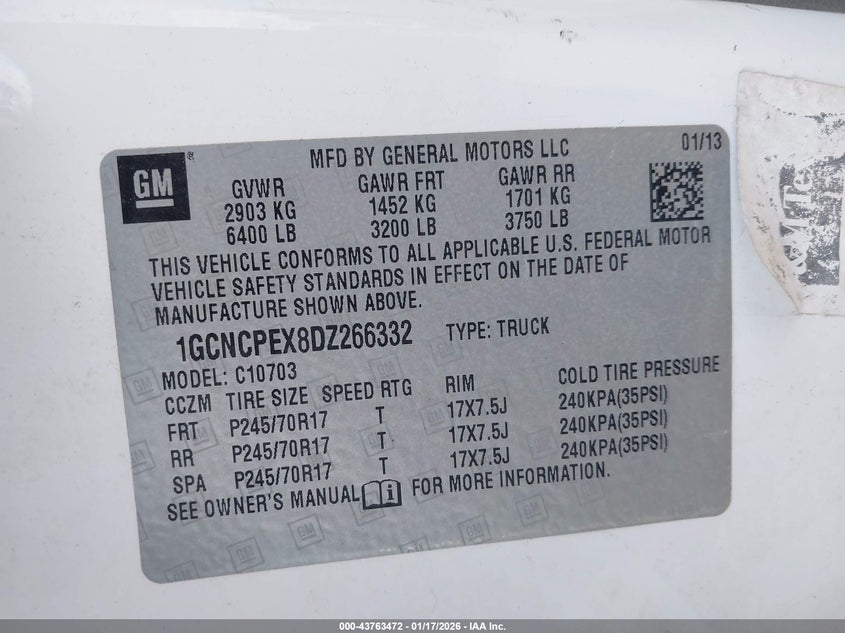 MFD BY GENERAL MOTORS LLC 01/13
GM®
GVWR GAWR FRT GAWR RR
2903 KG 1452 KG 1701 KG
6400 LB 3200 LB 3750 LB
THIS VEHICLE CONFORMS TO ALL APPLICABLE U.S. FEDERAL MOTOR
VEHICLE SAFETY STANDARDS IN EFFECT ON THE DATE OF
MANUFACTURE SHOWN ABOVE.
1GCNCPEX8DZ266332 TYPE: TRUCK
MODEL: C10703
CCZM TIRE SIZE SPEED RTG RIM COLD TIRE PRESSURE
FRT P245/70R17 T 17X7.5J 240KPA(35PSI)
RR P245/70R17 T 17X7.5J 240KPA(35PSI)
SPA P245/70R17 T 17X7.5J 240KPA(35PSI)
SEE OWNER'S MANUAL FOR MORE INFORMATION.
000-43763472 — 01/17/2026 — IAA Inc.